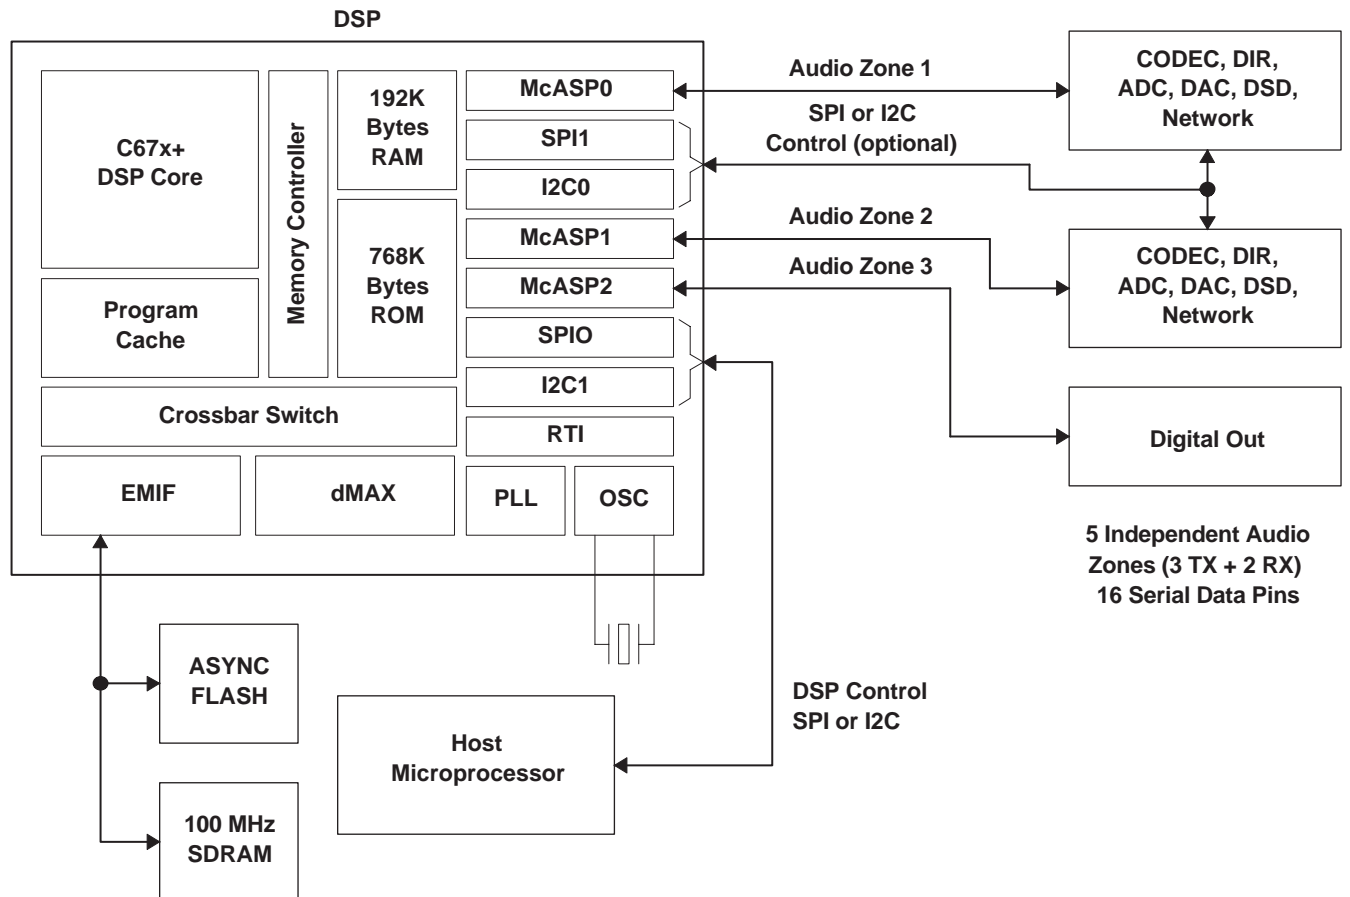 DSP
C67x+
DSP Core
Program
Cache
Memory Controller
192K
Bytes
RAM
768K
Bytes
ROM
Crossbar Switch
EMIF
dMAX
McASP0
SPI1
I2C0
McASP1
McASP2
SPIO
I2C1
RTI
PLL
OSC
Audio Zone 1
SPI or I2C
Control (optional)
Audio Zone 2
Audio Zone 3
CODEC, DIR,
ADC, DAC, DSD,
Network
CODEC, DIR,
ADC, DAC, DSD,
Network
Digital Out
5 Independent Audio
Zones (3 TX + 2 RX)
16 Serial Data Pins
ASYNC
FLASH
100 MHz
SDRAM
Host
Microprocessor
DSP Control
SPI or I2C